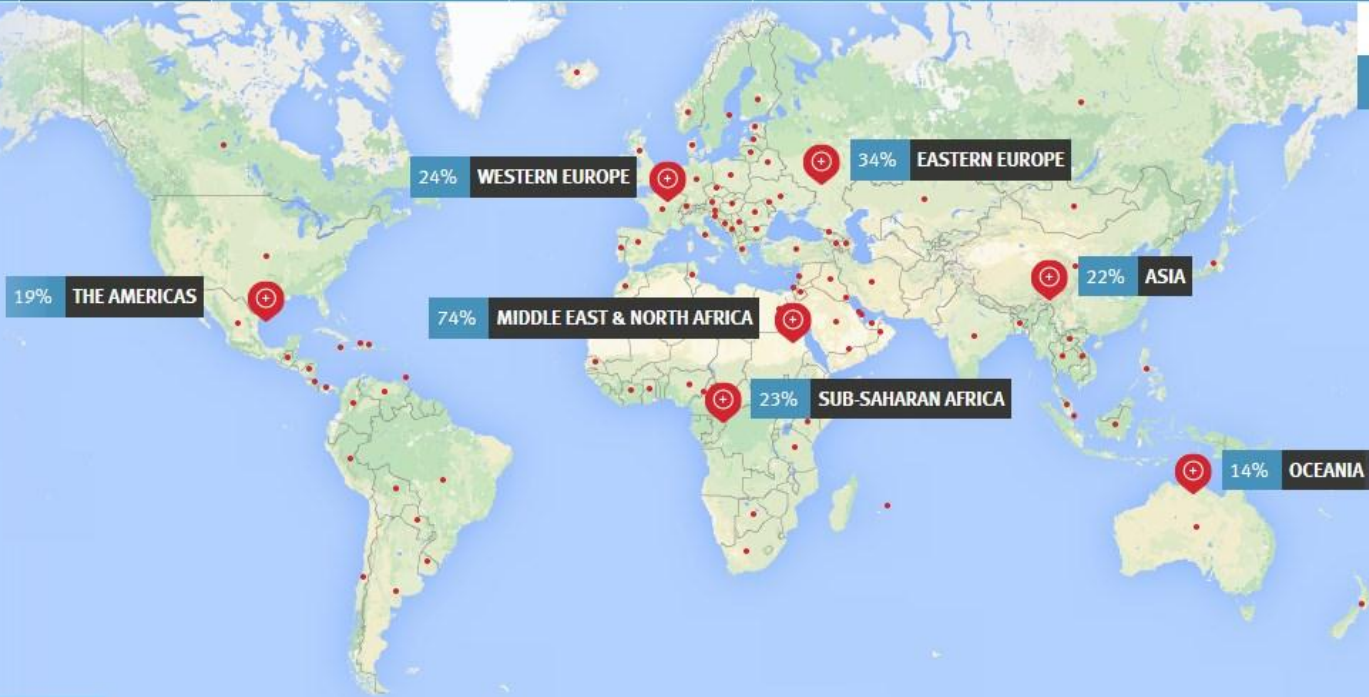 24% WESTERN EUROPE
34% EASTERN EUROPE
19% THE AMERICAS
22% ASIA
74% MIDDLE EAST & NORTH AFRICA
23% SUB-SAHARAN AFRICA
14% OCEANIA